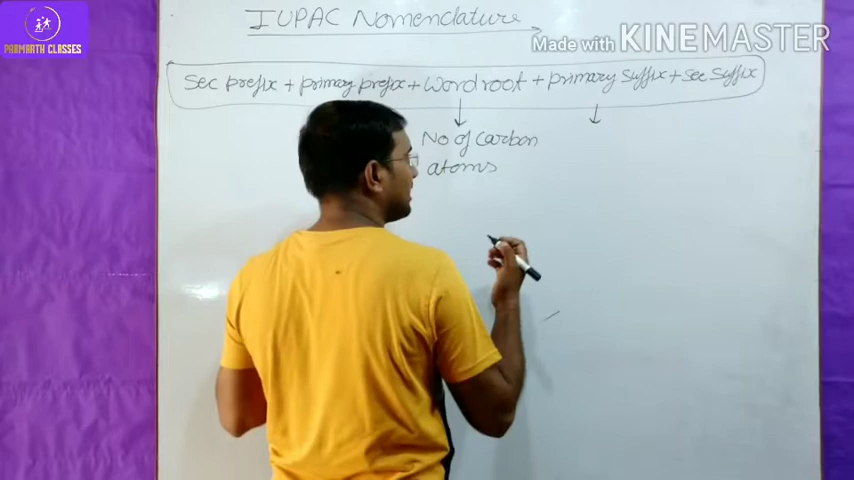 IUPAC Nomenclature
Made with KINEMASTER
PARMARTH CLASSES
Sec prefix + primary prefix + Word root + primary suffix + sec suffix
No of carbon
atoms